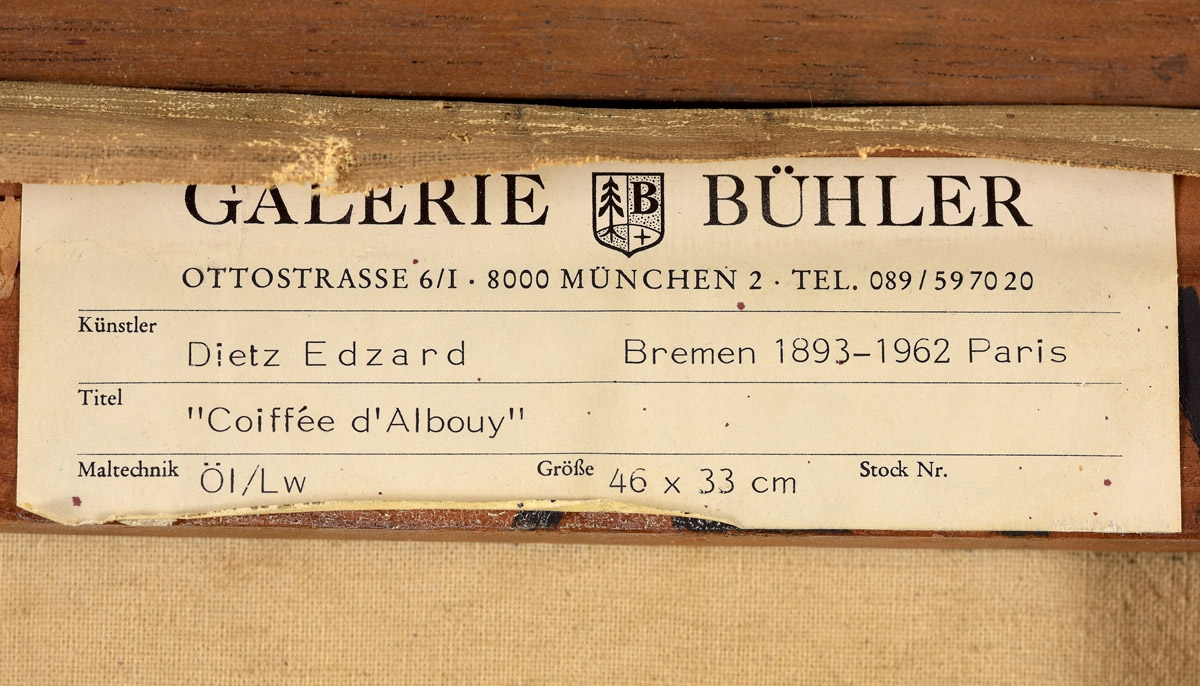 GALERIE B BÜHLER
OTTOSTRASSE 6/I · 8000 MÜNCHEN 2 · TEL. 089/597020
Künstler
Dietz Edzard Bremen 1893-1962 Paris
Titel
"Coiffée d'Albouy"
Maltechnik Öl/Lw Größe 46 x 33 cm Stock Nr.